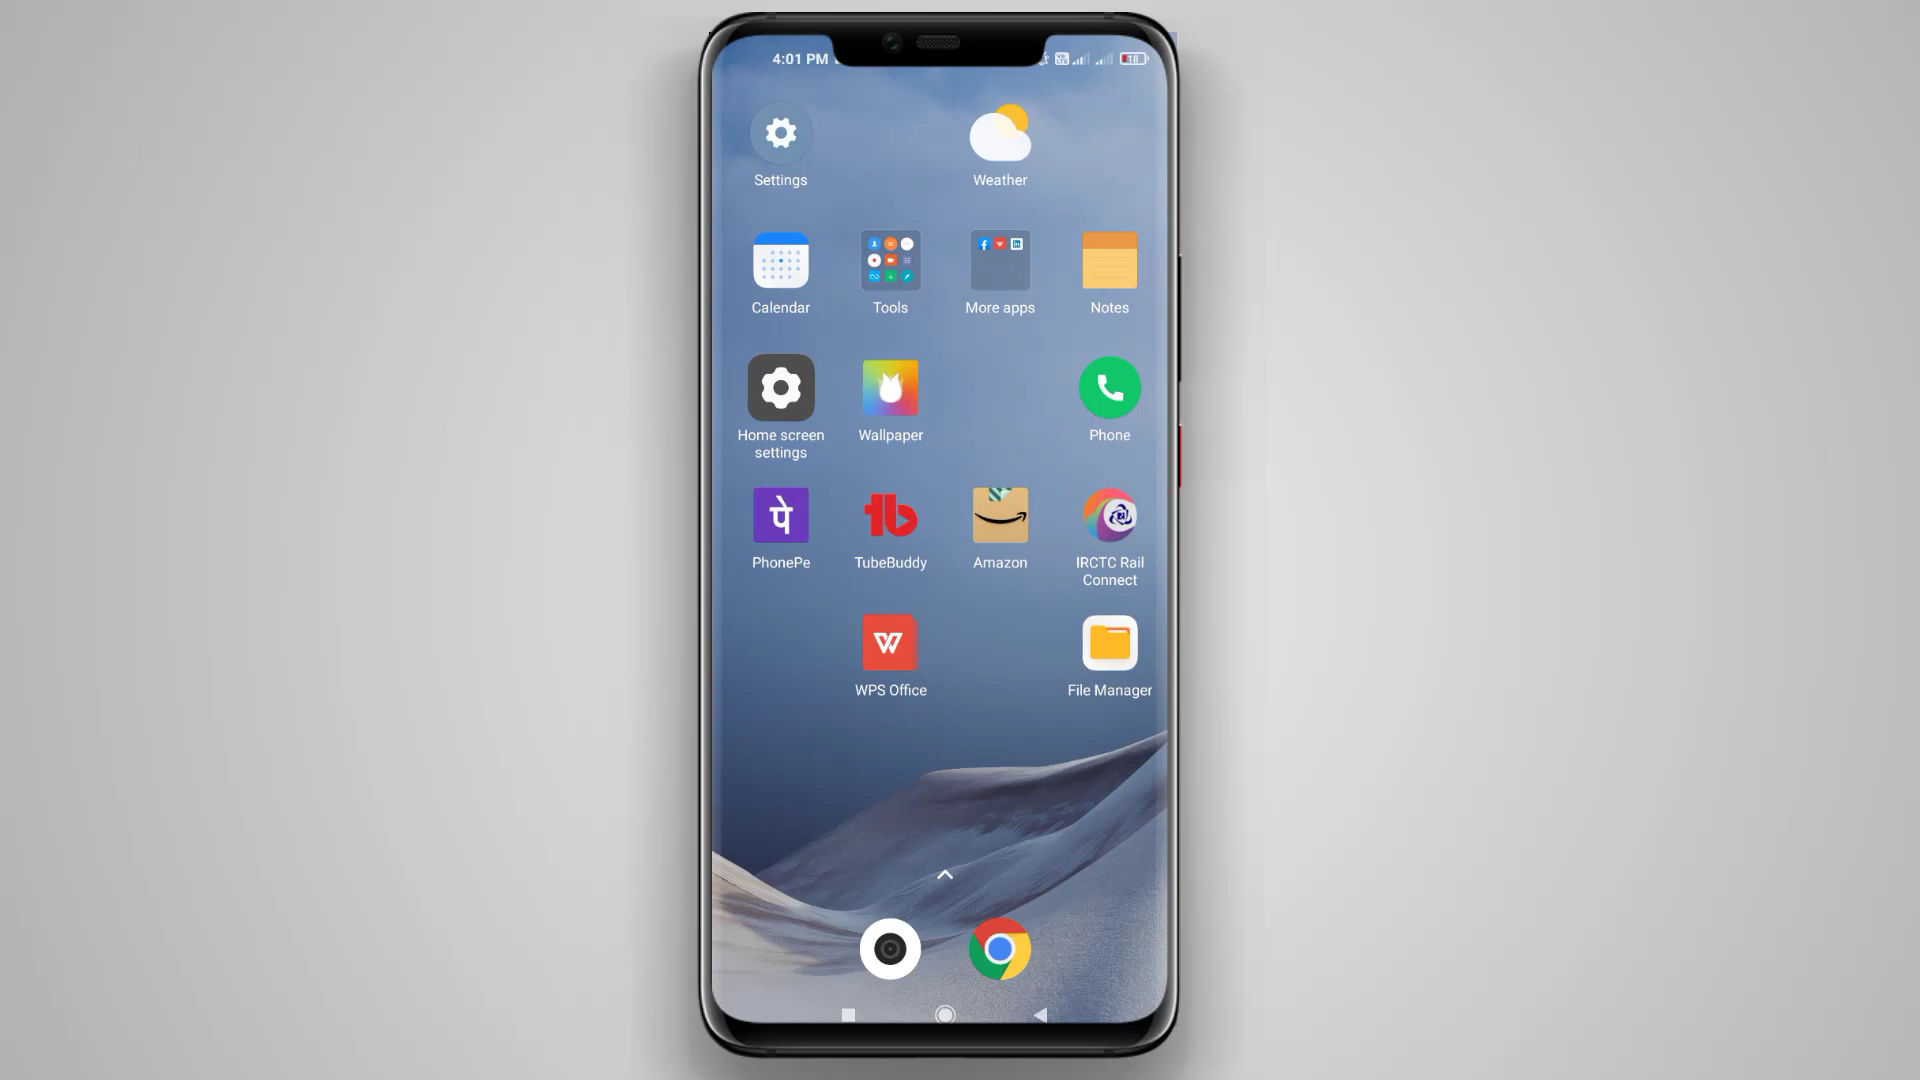 4:01 PM
18
Settings
Weather
Calendar
Tools
More apps
Notes
Home screen
settings
Wallpaper
Phone
पे
PhonePe
TubeBuddy
Amazon
IRCTC Rail
Connect
WPS Office
File Manager